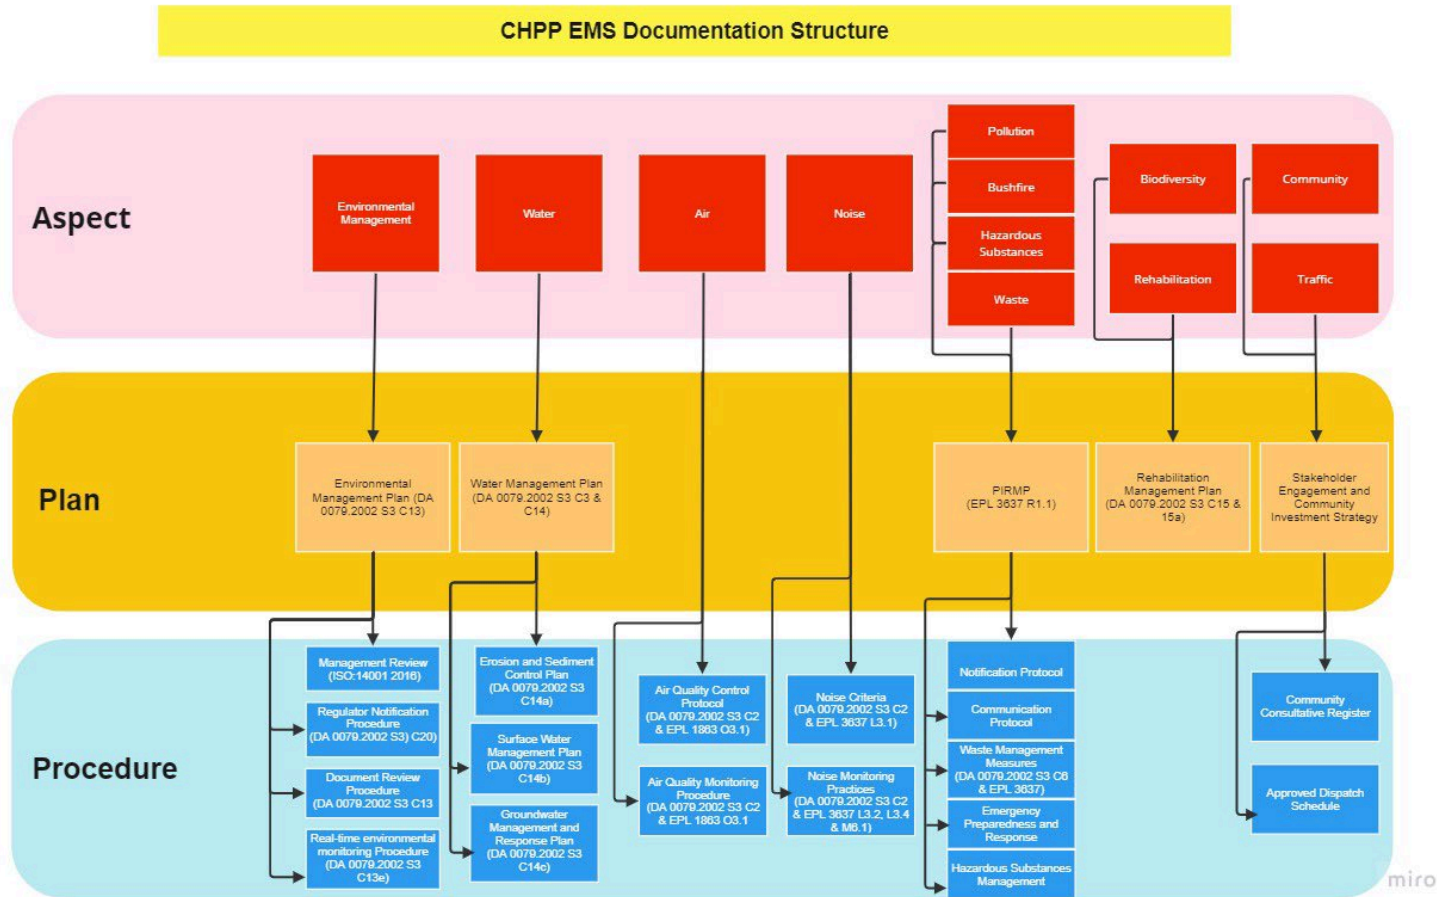 CHPP EMS Documentation Structure
Aspect
Environmental
Management
Water
Air
Noise
Pollution
Bushfire
Hazardous
Substances
Waste
Biodiversity
Rehabilitation
Community
Traffic
Plan
Environmental
Management Plan (DA
0079.2002 S3 C13)
Water Management Plan
(DA 0079.2002 S3 C3 &
C14)
PIRMP
(EPL 3637 R1.1)
Rehabilitation
Management Plan
(DA 0079.2002 S3 C15 &
15a)
Stakeholder
Engagement and
Community
Investment Strategy
Procedure
Management Review
(ISO:14001 2016)
Regulator Notification
Procedure
(DA 0079.2002 S3) C20)
Document Review
Procedure
(DA 0079.2002 S3 C13
Real-time environmental
monitoring Procedure
(DA 0079.2002 S3
C13e)
Erosion and Sediment
Control Plan
(DA 0079.2002 S3
C14a)
Surface Water
Management Plan
(DA 0079.2002 S3
C14b)
Groundwater
Management and
Response Plan
(DA 0079.2002 S3
C14c)
Air Quality Control
Protocol
(DA 0079.2002 S3 C2
& EPL 1863 O3.1)
Air Quality Monitoring
Procedure
(DA 0079.2002 S3 C2
& EPL 1863 O3.1
Noise Criteria
(DA 0079.2002 S3 C2
& EPL 3637 L3.1)
Noise Monitoring
Practices
(DA 0079.2002 S3 C2
& EPL 3637 L3.2, L3.4
& M6.1)
Notification Protocol
Communication
Protocol
Waste Management
Measures
(DA 0079.2002 S3 C6
& EPL 3637)
Emergency
Preparedness and
Response
Hazardous Substances
Management
Community
Consultative Register
Approved Dispatch
Schedule
miro